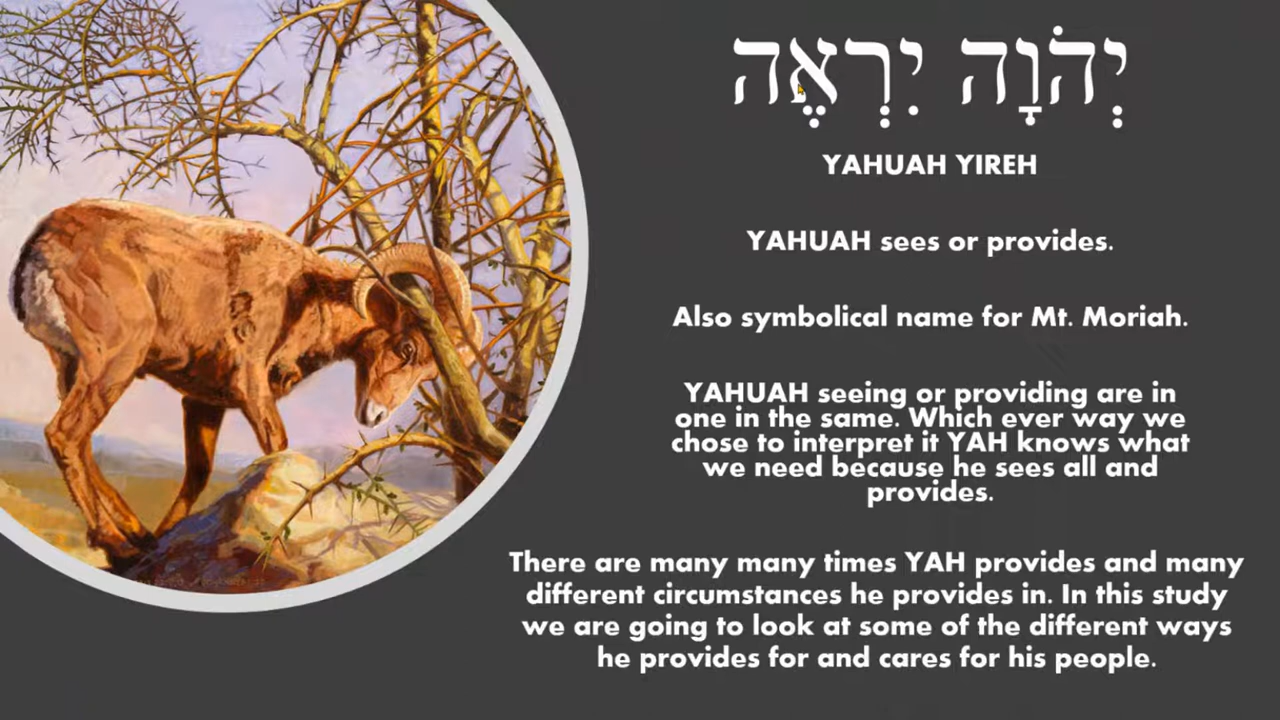 יְהֹוָה יִרְאֶה
YAHUAH YIREH
YAHUAH sees or provides.
Also symbolical name for Mt. Moriah.
YAHUAH seeing or providing are in
one in the same. Which ever way we
chose to interpret it YAH knows what
we need because he sees all and
provides.
There are many many times YAH provides and many
different circumstances he provides in. In this study
we are going to look at some of the different ways
he provides for and cares for his people.